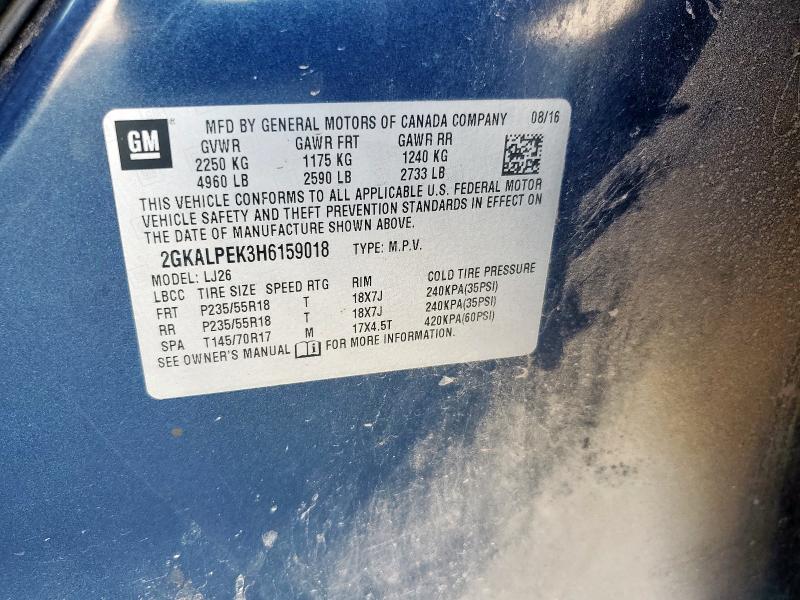 GM ® MFD BY GENERAL MOTORS OF CANADA COMPANY 08/16
GVWR GAWR FRT GAWR RR
2250 KG 1175 KG 1240 KG
4960 LB 2590 LB 2733 LB
THIS VEHICLE CONFORMS TO ALL APPLICABLE U.S. FEDERAL MOTOR
VEHICLE SAFETY AND THEFT PREVENTION STANDARDS IN EFFECT ON
THE DATE OF MANUFACTURE SHOWN ABOVE.
2GKALPEK3H6159018 TYPE: M.P.V.
MODEL: LJ26
LBCC TIRE SIZE SPEED RTG RIM COLD TIRE PRESSURE
FRT P235/55R18 T 18X7J 240KPA(35PSI)
RR P235/55R18 T 18X7J 240KPA(35PSI)
SPA T145/70R17 M 17X4.5T 420KPA(60PSI)
SEE OWNER'S MANUAL FOR MORE INFORMATION.